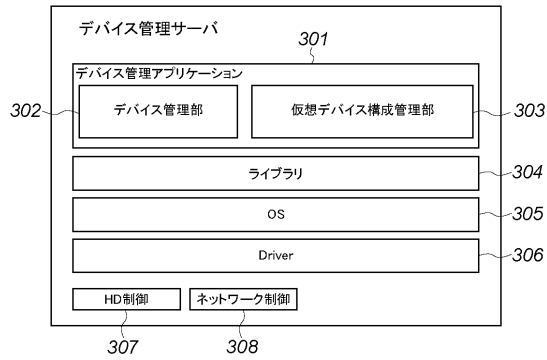 デバイス管理サーバ
301
デバイス管理アプリケーション
302
デバイス管理部
仮想デバイス構成管理部
303
ライブラリ
304
OS
305
Driver
306
HD制御
ネットワーク制御
307
308